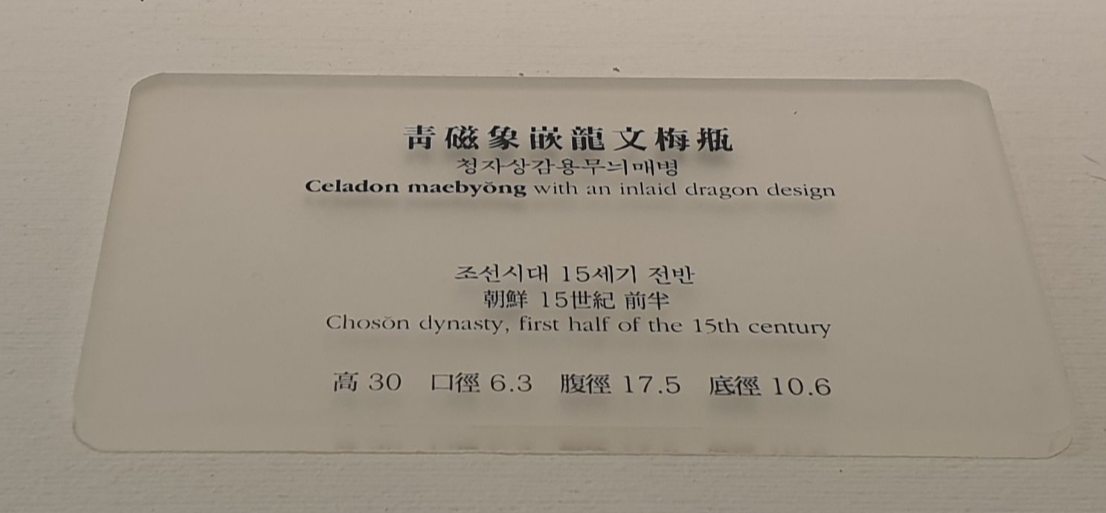 靑磁象嵌龍文梅甁
청자상감용무늬매병
Celadon maebyŏng with an inlaid dragon design
조선시대 15세기 전반
朝鮮 15世紀 前半
Chosŏn dynasty, first half of the 15th century
高 30 口徑 6.3 腹徑 17.5 底徑 10.6